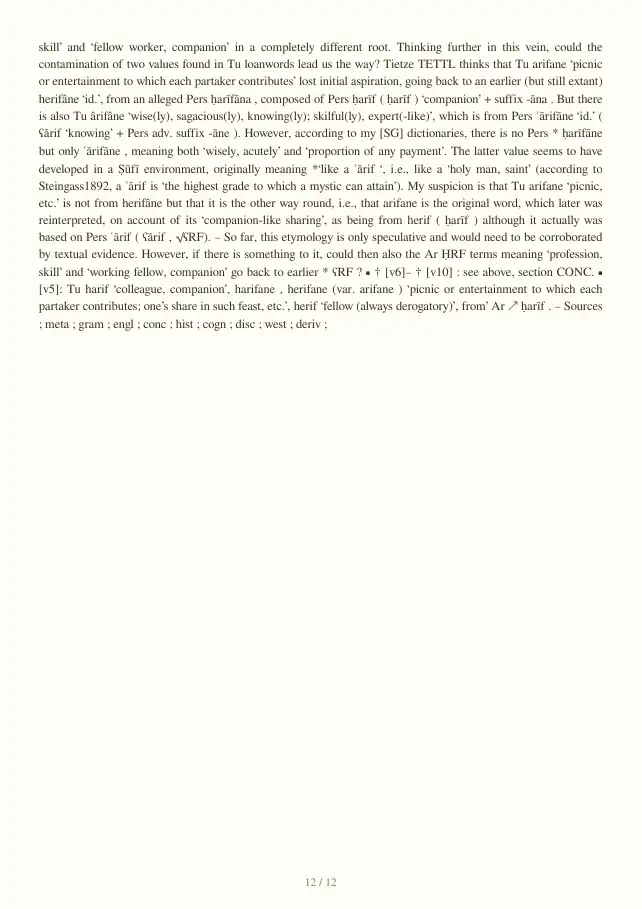 skill’ and ‘fellow worker, companion’ in a completely different root. Thinking further in this vein, could the
contamination of two values found in Tu loanwords lead us the way? Tietze TETTL thinks that Tu arifane ‘picnic
or entertainment to which each partaker contributes’ lost initial aspiration, going back to an earlier (but still extant)
herifâne ‘id.’, from an alleged Pers ḥarīfāna , composed of Pers ḥarīf ( ḥarīf ) ‘companion’ + suffix -āna . But there
is also Tu ârifâne ‘wise(ly), sagacious(ly), knowing(ly); skilful(ly), expert(-like)’, which is from Pers ʿārifāne ‘id.’ (
ʕārif ‘knowing’ + Pers adv. suffix -āne ). However, according to my [SG] dictionaries, there is no Pers * ḥarīfāne
but only ʿārifāne , meaning both ‘wisely, acutely’ and ‘proportion of any payment’. The latter value seems to have
developed in a Ṣūfī environment, originally meaning *‘like a ʿārif ‘, i.e., like a ‘holy man, saint’ (according to
Steingass1892, a ʿārif is ‘the highest grade to which a mystic can attain’). My suspicion is that Tu arifane ‘picnic,
etc.’ is not from herifâne but that it is the other way round, i.e., that arifane is the original word, which later was
reinterpreted, on account of its ‘companion-like sharing’, as being from herif ( ḥarīf ) although it actually was
based on Pers ʿārif ( ʕārif , √ʕRF). – So far, this etymology is only speculative and would need to be corroborated
by textual evidence. However, if there is something to it, could then also the Ar ḤRF terms meaning ‘profession,
skill’ and ‘working fellow, companion’ go back to earlier * ʕRF ? ▪ † [v6]– † [v10] : see above, section CONC. ▪
[v5]: Tu harif ‘colleague, companion’, harifane , herifane (var. arifane ) ‘picnic or entertainment to which each
partaker contributes; one’s share in such feast, etc.’, herif ‘fellow (always derogatory)’, from’ Ar ↗ ḥarīf . – Sources
; meta ; gram ; engl ; conc ; hist ; cogn ; disc ; west ; deriv ;
12 / 12